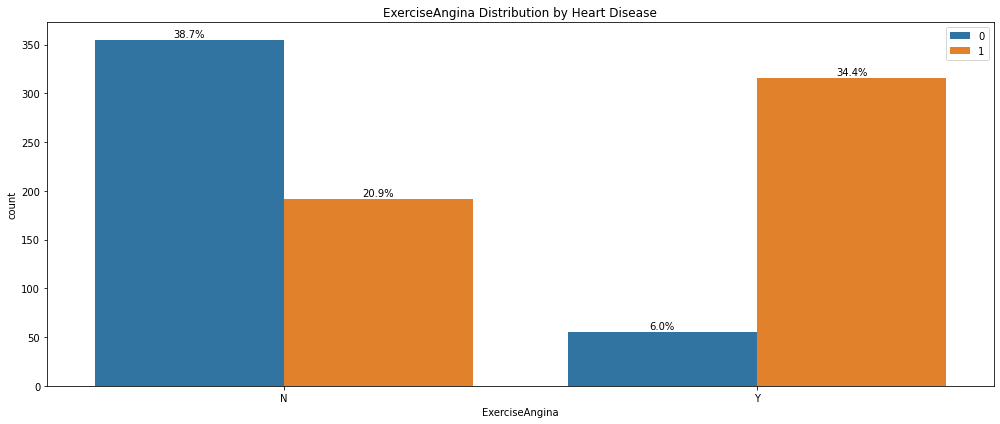 ExerciseAngina Distribution by Heart Disease
38.7%
20.9%
6.0%
34.4%
0
1
350
300
250
200
150
100
50
0
count
N
Y
ExerciseAngina